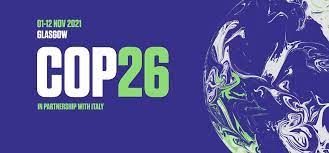 01-12 NOV 2021
GLASGOW
COP26
IN PARTNERSHIP WITH ITALY